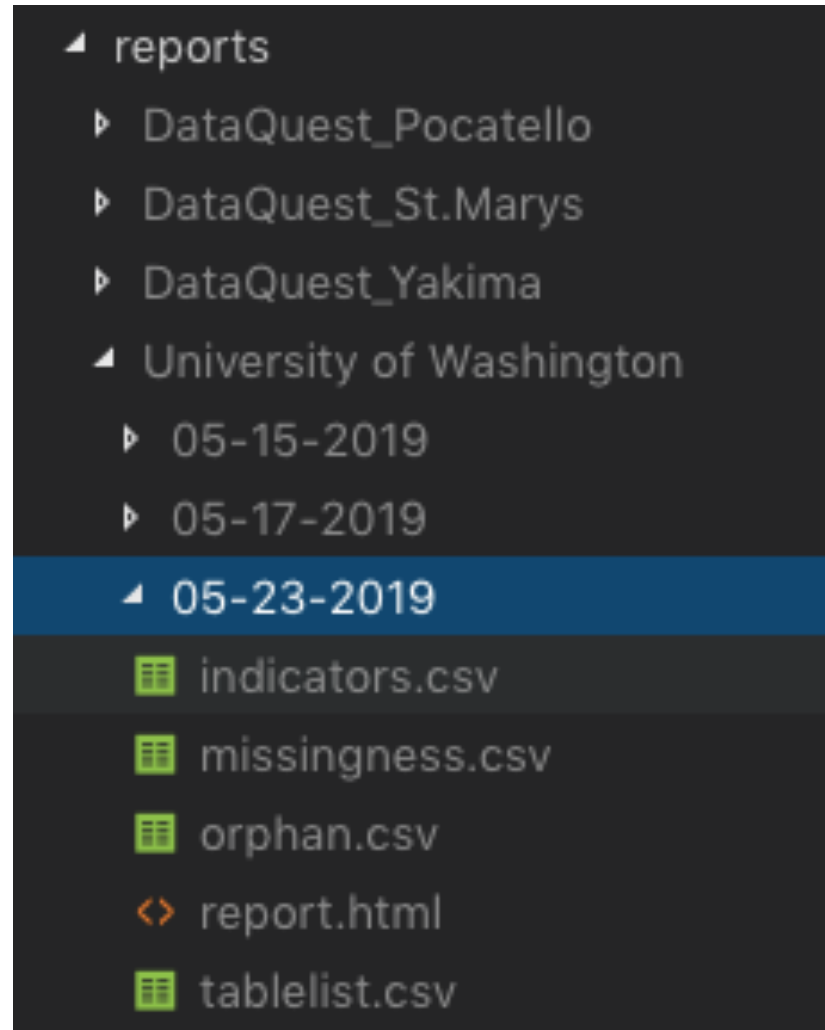 reports
DataQuest_Pocatello
DataQuest_St.Marys
DataQuest_Yakima
University of Washington
05-15-2019
05-17-2019
05-23-2019
indicators.csv
missingness.csv
orphan.csv
report.html
tablelist.csv